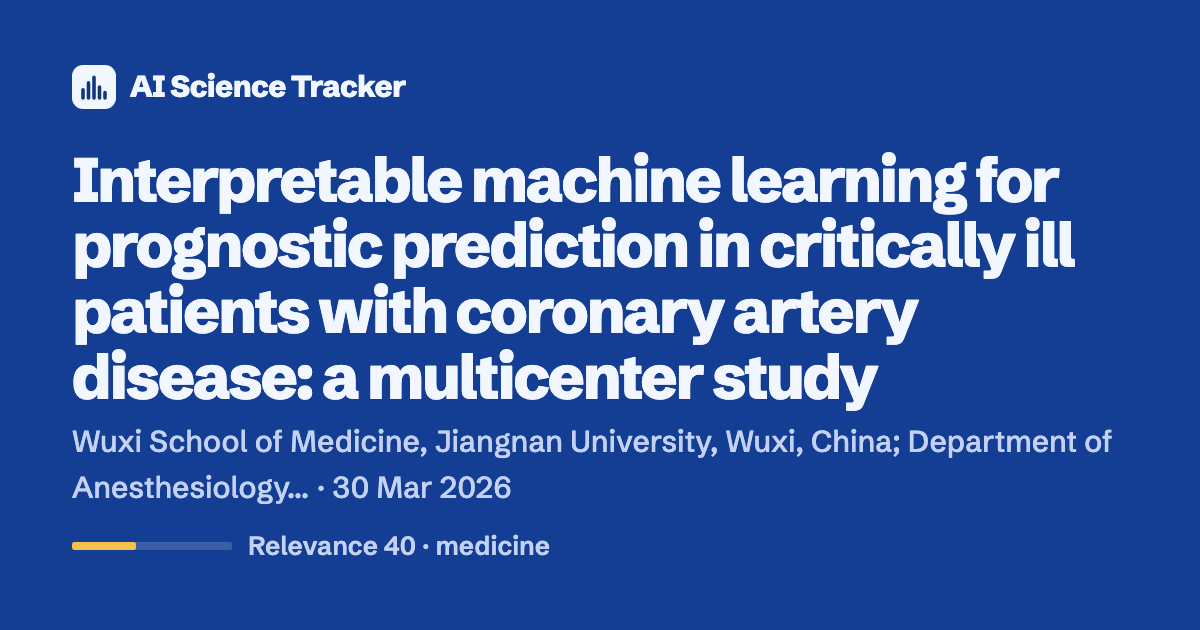 AI Science Tracker
Interpretable machine learning for
prognostic prediction in critically ill
patients with coronary artery
disease: a multicenter study
Wuxi School of Medicine, Jiangnan University, Wuxi, China; Department of
Anesthesiology... · 30 Mar 2026
Relevance 40 · medicine